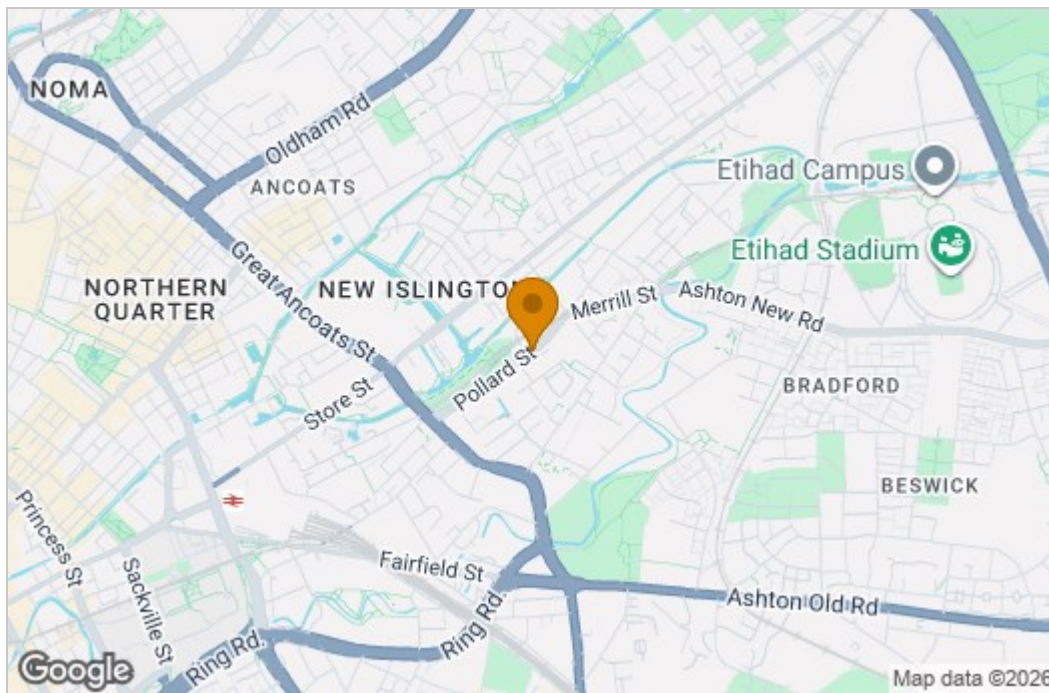 NOMA
Oldham Rd
ANCOATS
Etihad Campus
Etihad Stadium
Great Ancoats St
NORTHERN
QUARTER
NEW ISLINGTO
Merrill St
Ashton New Rd
Pollard St
Store St
BRADFORD
BESWICK
Princess St
Sackville St
Fairfield St
Ring Rd.
Ring Rd.
Ashton Old Rd
Google
Map data ©2026